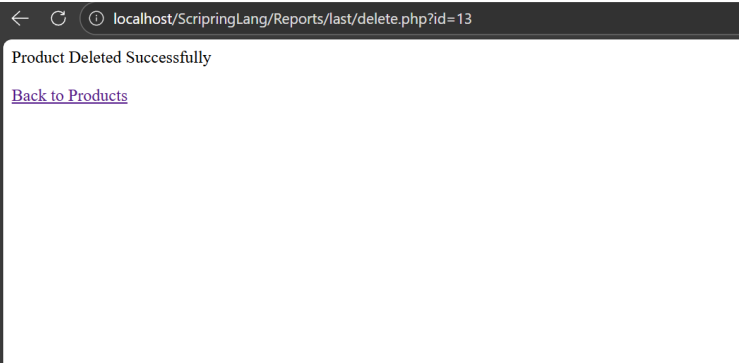 localhost/ScripringLang/Reports/last/delete.php?id=13
Product Deleted Successfully
Back to Products